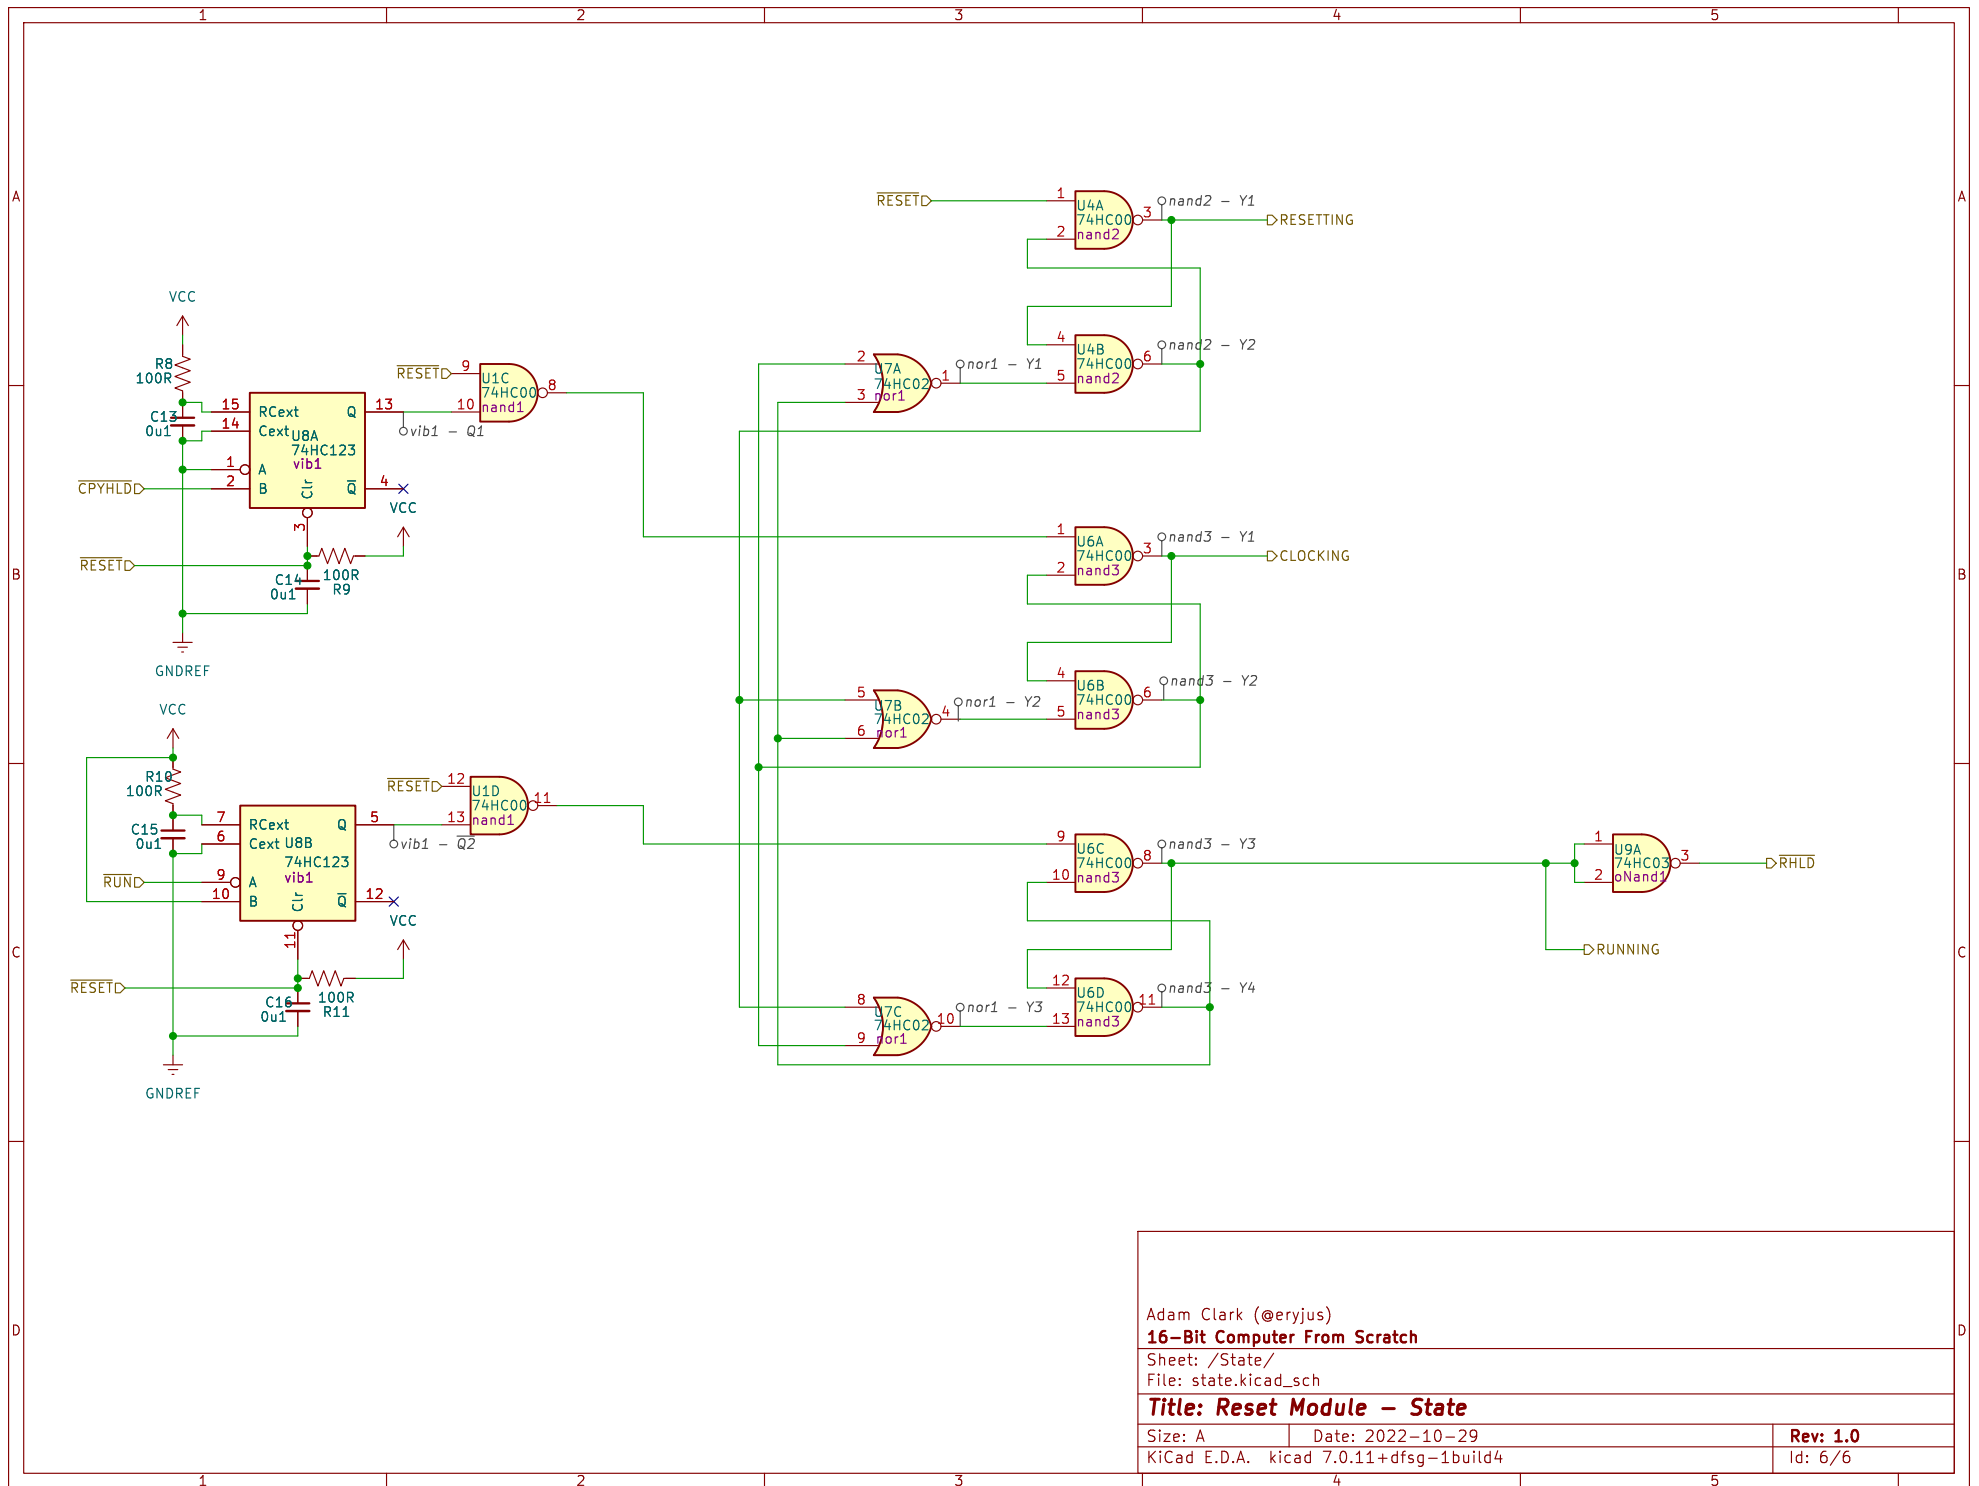 1 2 3 4 5
A A
B B
C C
D D
1 2 3 4 5
RESET
1
2
U4A
74HC00
nand2
3
nand2 - Y1
RESETTING
4
5
U4B
74HC00
nand2
6
nand2 - Y2
2
3
U7A
74HC02
nor1
1
nor1 - Y1
VCC
R8
100R
C13
0u1
15
14
1
2
RCext
Cext
A
B
U8A
74HC123
vib1
Clr
Q
Q
13
4
3
vib1 - Q1
CPYHLD
RESET
VCC
100R
R9
C14
0u1
GNDREF
RESET
9
10
U1C
74HC00
nand1
8
1
2
U6A
74HC00
nand3
3
nand3 - Y1
CLOCKING
4
5
U6B
74HC00
nand3
6
nand3 - Y2
5
6
U7B
74HC02
nor1
4
nor1 - Y2
VCC
R10
100R
C15
0u1
7
6
9
10
RCext
Cext
A
B
U8B
74HC123
vib1
Clr
Q
Q
5
12
11
vib1 - Q2
RUN
RESET
VCC
100R
R11
C16
0u1
GNDREF
RESET
12
13
U1D
74HC00
nand1
11
9
10
U6C
74HC00
nand3
8
nand3 - Y3
12
13
U6D
74HC00
nand3
11
nand3 - Y4
8
9
U7C
74HC02
nor1
10
nor1 - Y3
1
2
U9A
74HC03
oNand1
3
RHLD
RUNNING
Adam Clark (@eryjus)
16-Bit Computer From Scratch
Sheet: /State/
File: state.kicad_sch
Title: Reset Module - State
Size: A Date: 2022-10-29 Rev: 1.0
KiCad E.D.A. kicad 7.0.11+dfsg-1build4 Id: 6/6